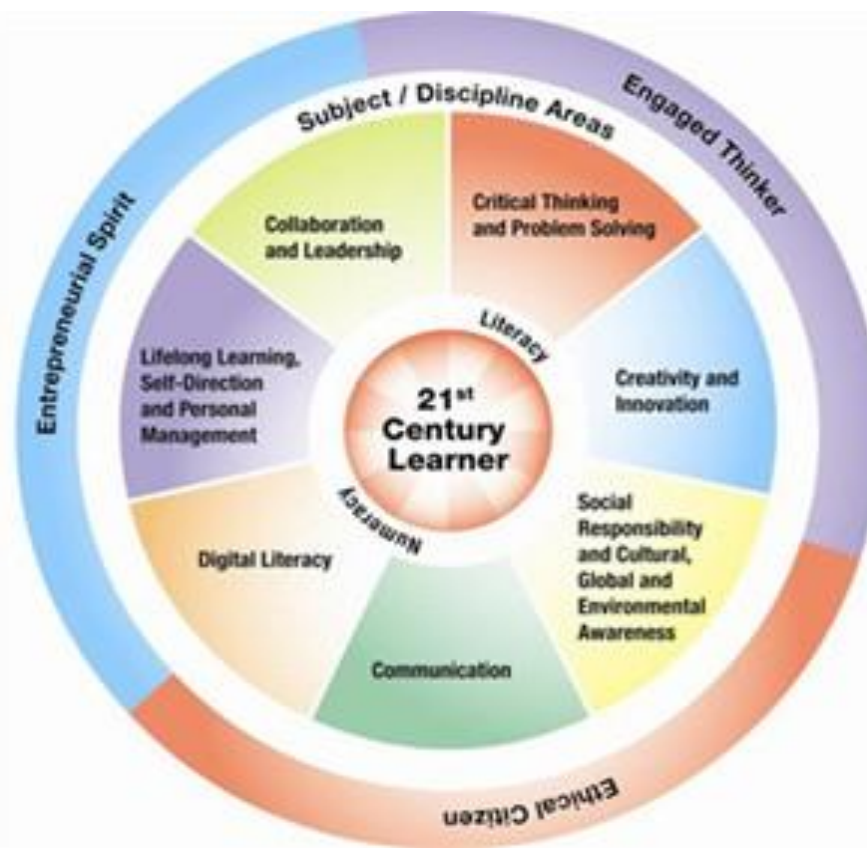 Subject / Discipline Areas
Engaged Thinker
Ethical Citizen
Entrepreneurial Spirit
Critical Thinking
and Problem Solving
Creativity and
Innovation
Social
Responsibility
and Cultural,
Global and
Environmental
Awareness
Communication
Digital Literacy
Lifelong Learning,
Self-Direction
and Personal
Management
Collaboration
and Leadership
Literacy
21st
Century
Learner
Numeracy